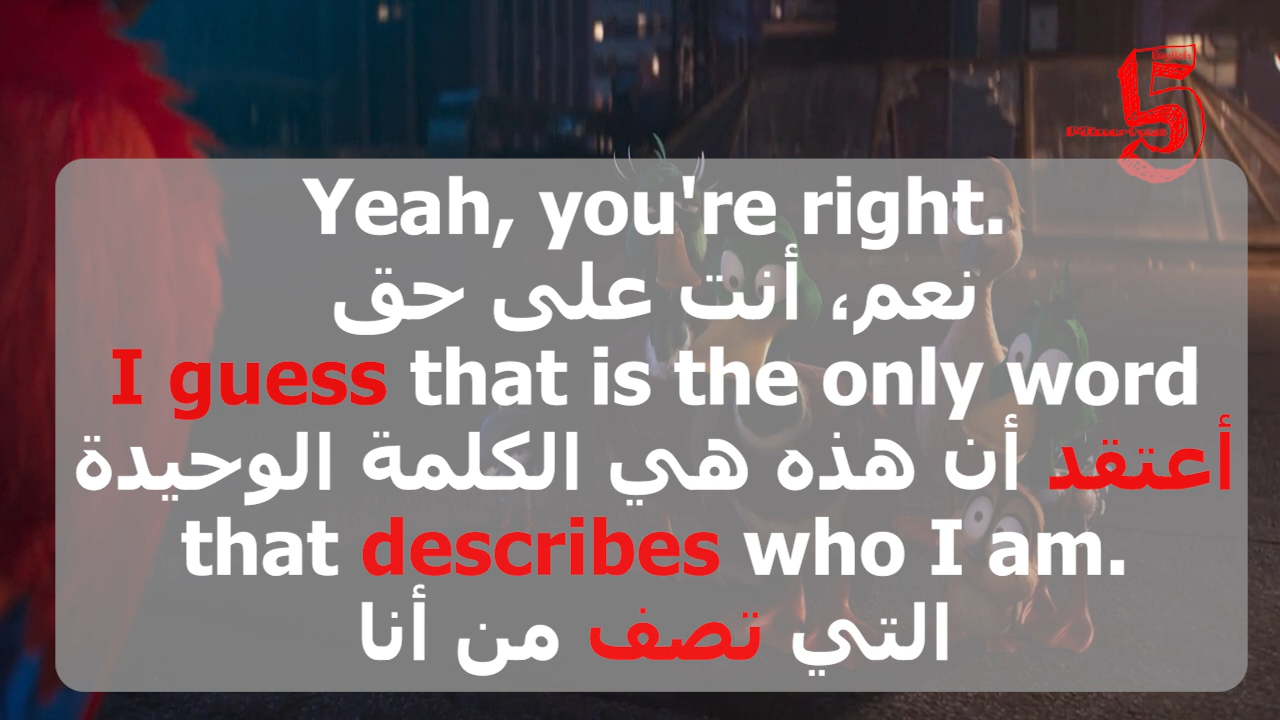 5
Yeah, you're right.
نعم، أنت على حق
I guess that is the only word
أعتقد أن هذه هي الكلمة الوحيدة
that describes who I am.
التي تصف من أنا